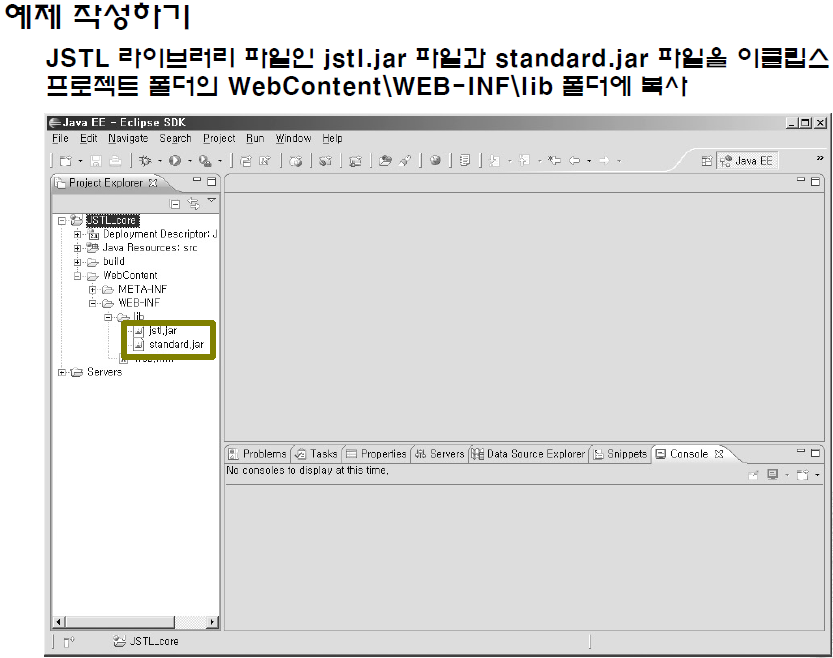 예제 작성하기
JSTL 라이브러리 파일인 jstl.jar 파일과 standard.jar 파일을 이클립스
프로젝트 폴더의 WebContent\WEB-INF\lib 폴더에 복사
Java EE - Eclipse SDK
File Edit Navigate Search Project Run Window Help
Java EE
Project Explorer
JSTL_core
Deployment Descriptor: J
Java Resources: src
build
WebContent
META-INF
WEB-INF
lib
jstl.jar
standard.jar
Servers
Problems Tasks Properties Servers Data Source Explorer Snippets Console
No consoles to display at this time.
JSTL_core